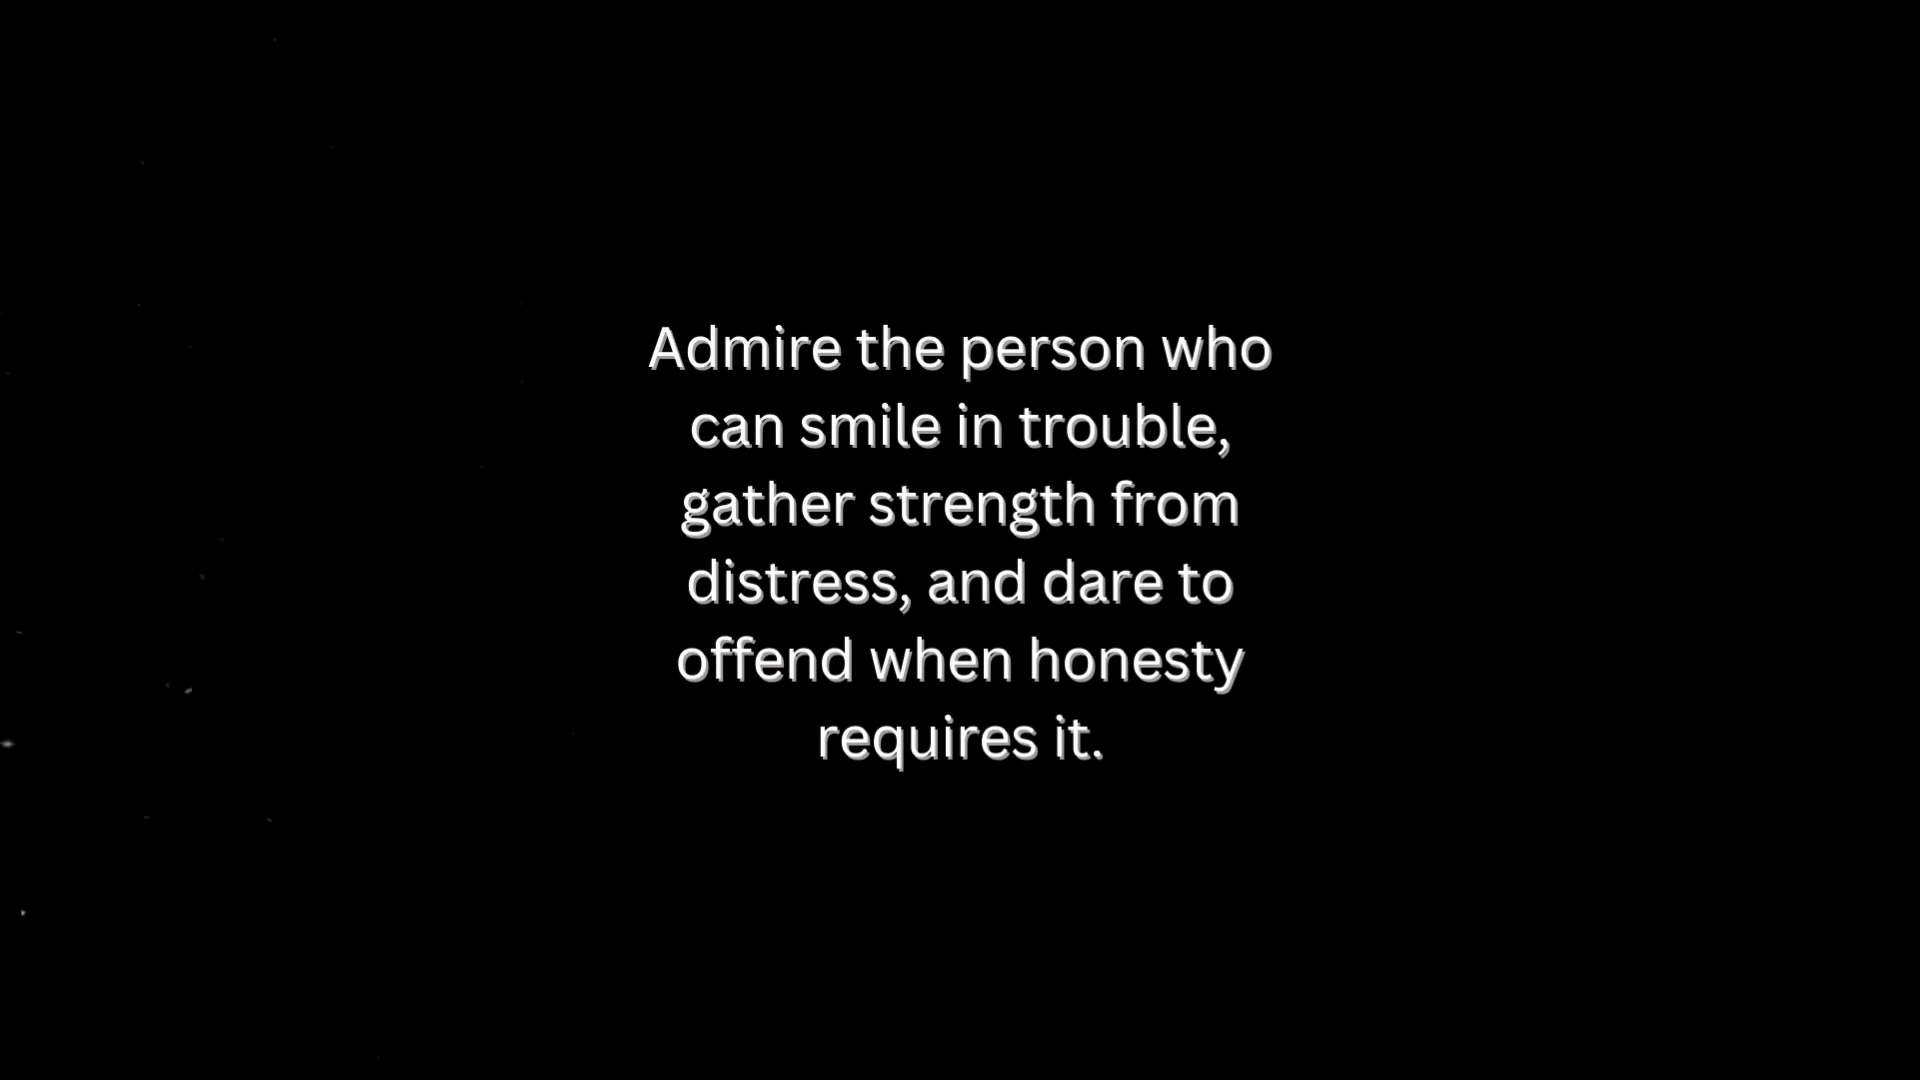 Admire the person who
can smile in trouble,
gather strength from
distress, and dare to
offend when honesty
requires it.